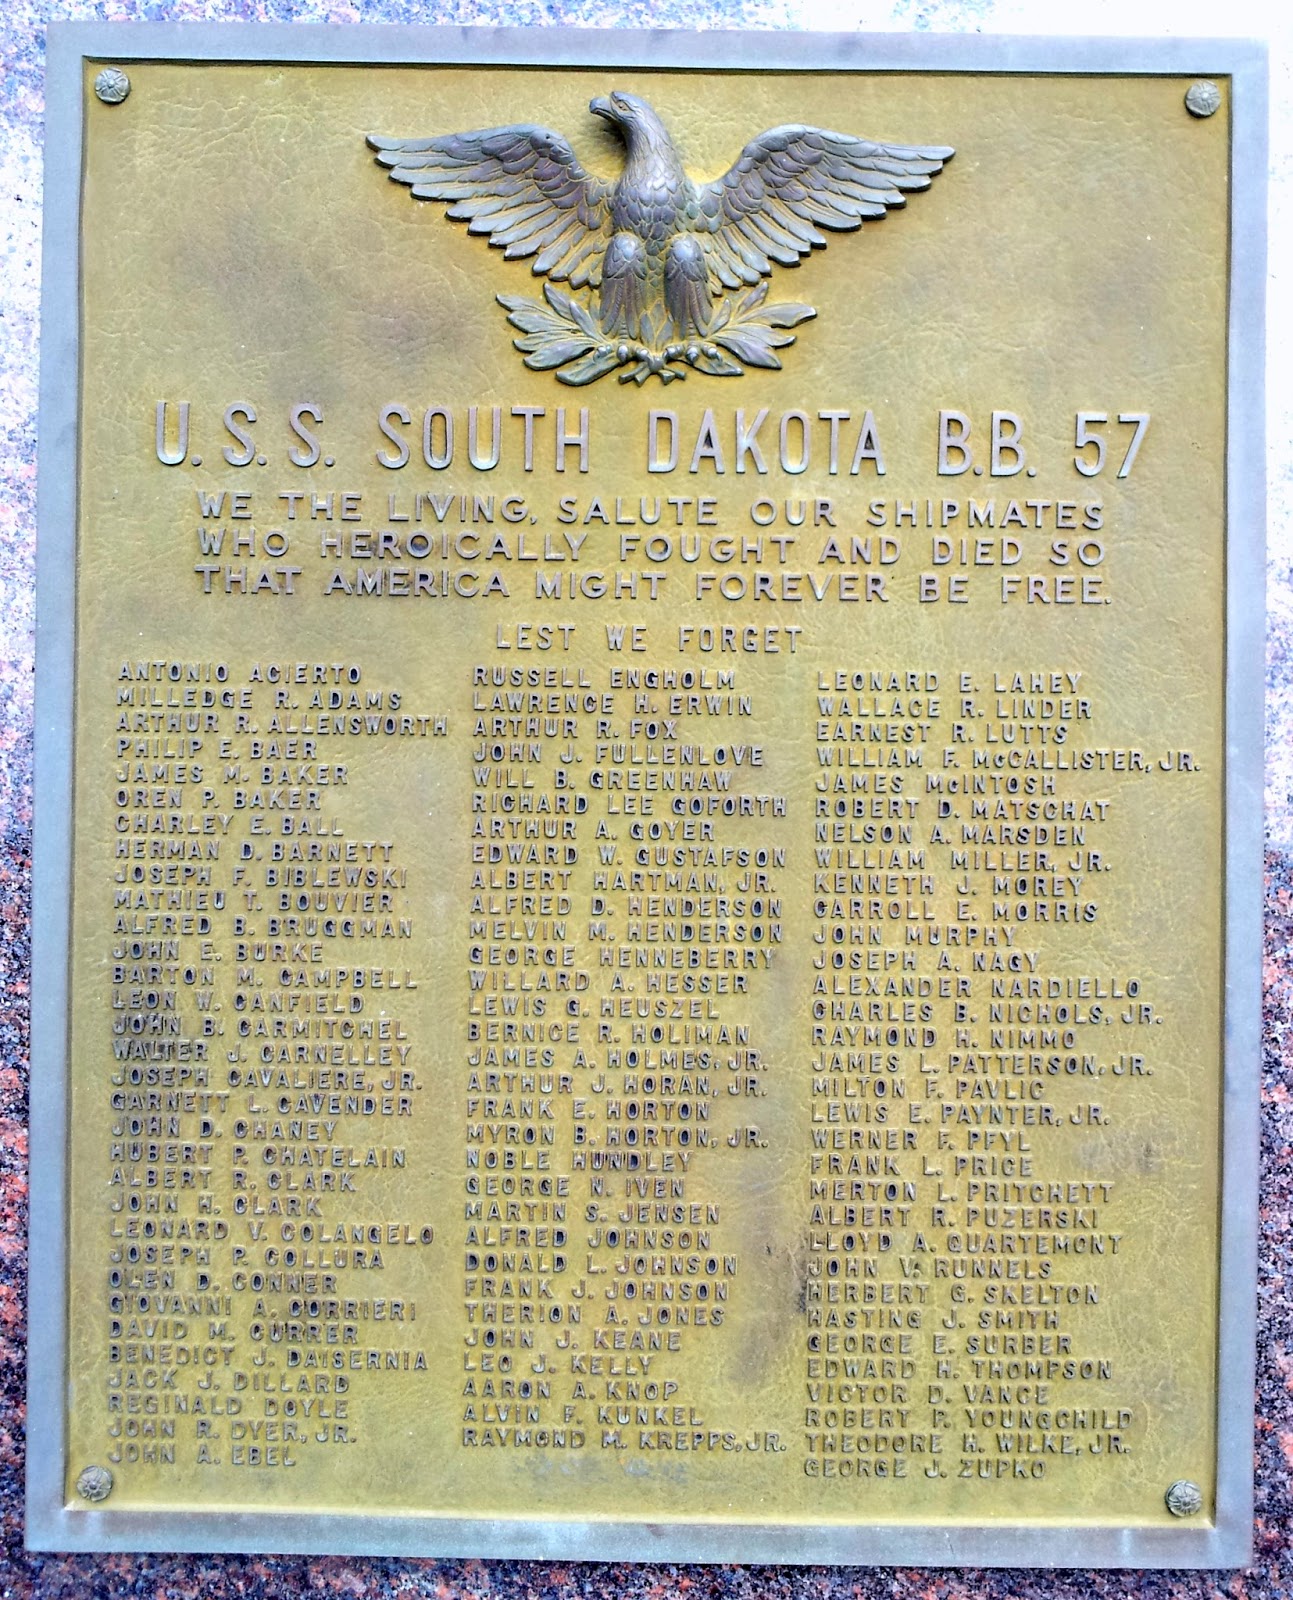 U.S.S. SOUTH DAKOTA B.B. 57
WE THE LIVING, SALUTE OUR SHIPMATES
WHO HEROICALLY FOUGHT AND DIED SO
THAT AMERICA MIGHT FOREVER BE FREE.
LEST WE FORGET
ANTONIO ACIERTO
MILLEDGE R. ADAMS
ARTHUR R. ALLENSWORTH
PHILIP E. BAER
JAMES M. BAKER
OREN P. BAKER
CHARLEY E. BALL
HERMAN D. BARNETT
JOSEPH F. BIBLEWSKI
MATHIEU T. BOUVIER
ALFRED B. BRUGGMAN
JOHN E. BURKE
BARTON M. CAMPBELL
LEON W. CANFIELD
JOHN B. CARMITCHEL
WALTER J. CARNELLEY
JOSEPH CAVALIERE, JR.
GARNETT L. CAVENDER
JOHN D. CHANEY
HUBERT P. CHATELAIN
ALBERT R. CLARK
JOHN H. CLARK
LEONARD V. COLANGELO
JOSEPH P. COLLURA
OLEN D. CONNER
GIOVANNI A. CORRIERI
DAVID M. CURRER
BENEDICT J. DAISERNIA
JACK J. DILLARD
REGINALD DOYLE
JOHN R. DYER, JR.
JOHN A. EBEL
RUSSELL ENGHOLM
LAWRENCE H. ERWIN
ARTHUR R. FOX
JOHN J. FULLENLOVE
WILL B. GREENHAW
RICHARD LEE GOFORTH
ARTHUR A. GOYER
EDWARD W. GUSTAFSON
ALBERT HARTMAN, JR.
ALFRED D. HENDERSON
MELVIN M. HENDERSON
GEORGE HENNEBERRY
WILLARD A. HESSER
LEWIS G. HEUSZEL
BERNICE R. HOLIMAN
JAMES A. HOLMES, JR.
ARTHUR J. HORAN, JR.
FRANK E. HORTON
MYRON B. HORTON, JR.
NOBLE HUNDLEY
GEORGE N. IVEN
MARTIN S. JENSEN
ALFRED JOHNSON
DONALD L. JOHNSON
FRANK J. JOHNSON
THERION A. JONES
JOHN J. KEANE
LEO J. KELLY
AARON A. KNOP
ALVIN F. KUNKEL
RAYMOND M. KREPPS, JR.
LEONARD E. LAHEY
WALLACE R. LINDER
EARNEST R. LUTTS
WILLIAM F. McCALLISTER, JR.
JAMES McINTOSH
ROBERT D. MATSCHAT
NELSON A. MARSDEN
WILLIAM MILLER, JR.
KENNETH J. MOREY
CARROLL E. MORRIS
JOHN MURPHY
JOSEPH A. NAGY
ALEXANDER NARDIELLO
CHARLES B. NICHOLS, JR.
RAYMOND H. NIMMO
JAMES L. PATTERSON, JR.
MILTON F. PAVLIC
LEWIS E. PAYNTER, JR.
WERNER F. PFYL
FRANK L. PRICE
MERTON L. PRITCHETT
ALBERT R. PUZERSKI
LLOYD A. QUARTEMONT
JOHN V. RUNNELS
HERBERT G. SKELTON
HASTING J. SMITH
GEORGE E. SURBER
EDWARD H. THOMPSON
VICTOR D. VANCE
ROBERT P. YOUNGCHILD
THEODORE H. WILKE, JR.
GEORGE J. ZUPKO